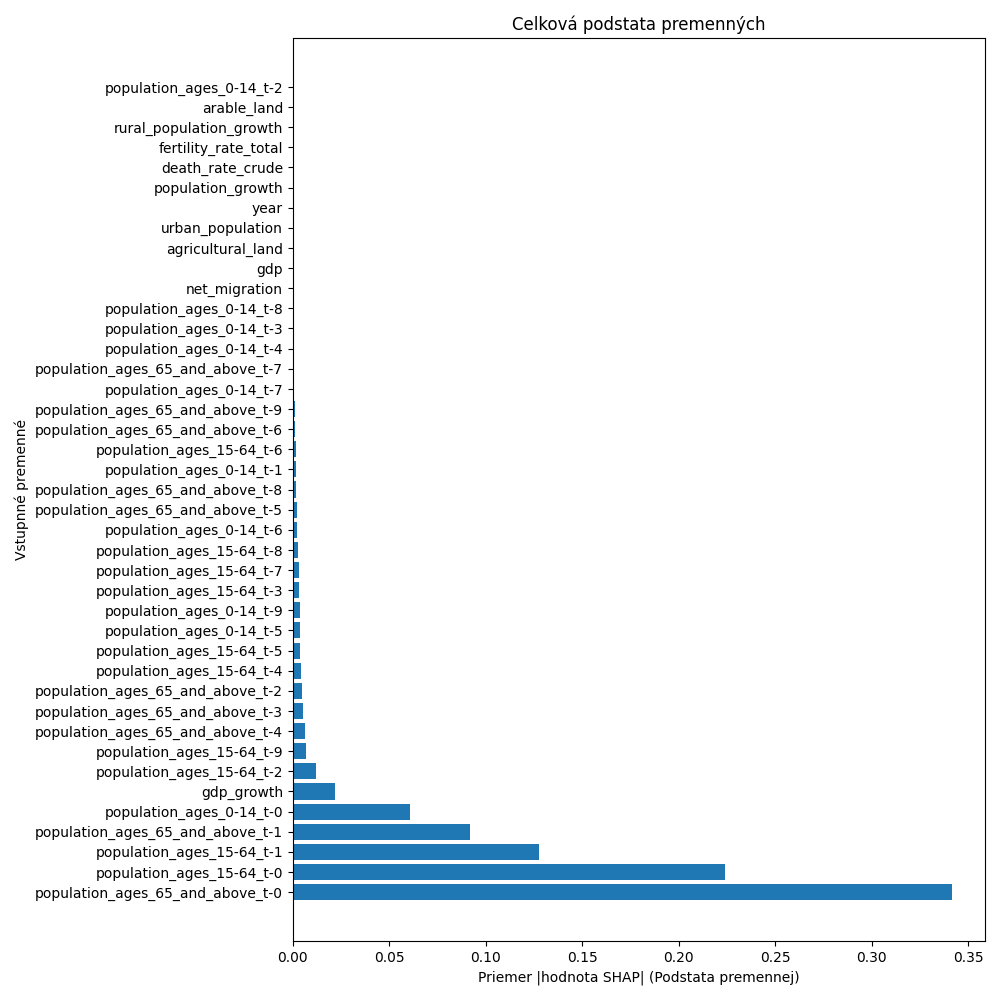 Celková podstata premenných
population_ages_0-14_t-2
arable_land
rural_population_growth
fertility_rate_total
death_rate_crude
population_growth
year
urban_population
agricultural_land
gdp
net_migration
population_ages_0-14_t-8
population_ages_0-14_t-3
population_ages_0-14_t-4
population_ages_65_and_above_t-7
population_ages_0-14_t-7
population_ages_65_and_above_t-9
population_ages_65_and_above_t-6
population_ages_15-64_t-6
population_ages_0-14_t-1
population_ages_65_and_above_t-8
population_ages_65_and_above_t-5
population_ages_0-14_t-6
population_ages_15-64_t-8
population_ages_15-64_t-7
population_ages_15-64_t-3
population_ages_0-14_t-9
population_ages_0-14_t-5
population_ages_15-64_t-5
population_ages_15-64_t-4
population_ages_65_and_above_t-2
population_ages_65_and_above_t-3
population_ages_65_and_above_t-4
population_ages_15-64_t-9
population_ages_15-64_t-2
gdp_growth
population_ages_0-14_t-0
population_ages_65_and_above_t-1
population_ages_15-64_t-1
population_ages_15-64_t-0
population_ages_65_and_above_t-0
Vstupnné premenné
0.00 0.05 0.10 0.15 0.20 0.25 0.30 0.35
Priemer |hodnota SHAP| (Podstata premennej)